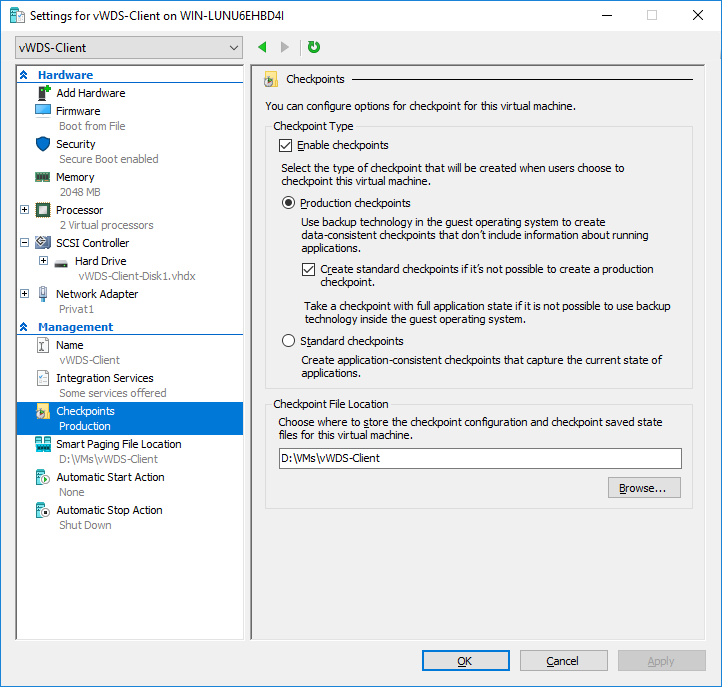 Settings for vWDS-Client on WIN-LUNU6EHBD4I
vWDS-Client
Hardware
Add Hardware
Firmware
Boot from File
Security
Secure Boot enabled
Memory
2048 MB
Processor
2 Virtual processors
SCSI Controller
Hard Drive
vWDS-Client-Disk1.vhdx
Network Adapter
Privat1
Management
Name
vWDS-Client
Integration Services
Some services offered
Checkpoints
Production
Smart Paging File Location
D:\VMs\vWDS-Client
Automatic Start Action
None
Automatic Stop Action
Shut Down
Checkpoints
You can configure options for checkpoint for this virtual machine.
Checkpoint Type
Enable checkpoints
Select the type of checkpoint that will be created when users choose to
checkpoint this virtual machine.
Production checkpoints
Use backup technology in the guest operating system to create
data-consistent checkpoints that don't include information about running
applications.
Create standard checkpoints if it's not possible to create a production
checkpoint.
Take a checkpoint with full application state if it is not possible to use backup
technology inside the guest operating system.
Standard checkpoints
Create application-consistent checkpoints that capture the current state of
applications.
Checkpoint File Location
Choose where to store the checkpoint configuration and checkpoint saved state
files for this virtual machine.
D:\VMs\vWDS-Client
Browse...
OK
Cancel
Apply